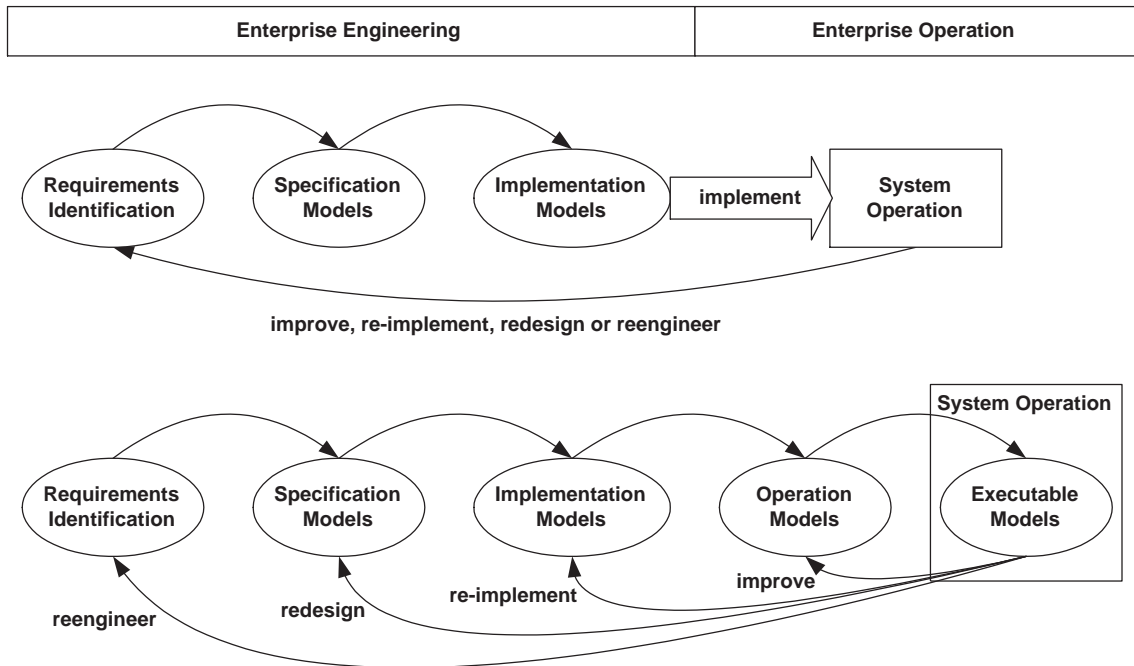 Enterprise Engineering
Enterprise Operation
Requirements
Identification
Specification
Models
Implementation
Models
implement
System
Operation
improve, re-implement, redesign or reengineer
System Operation
Requirements
Identification
Specification
Models
Implementation
Models
Operation
Models
Executable
Models
reengineer
redesign
re-implement
improve